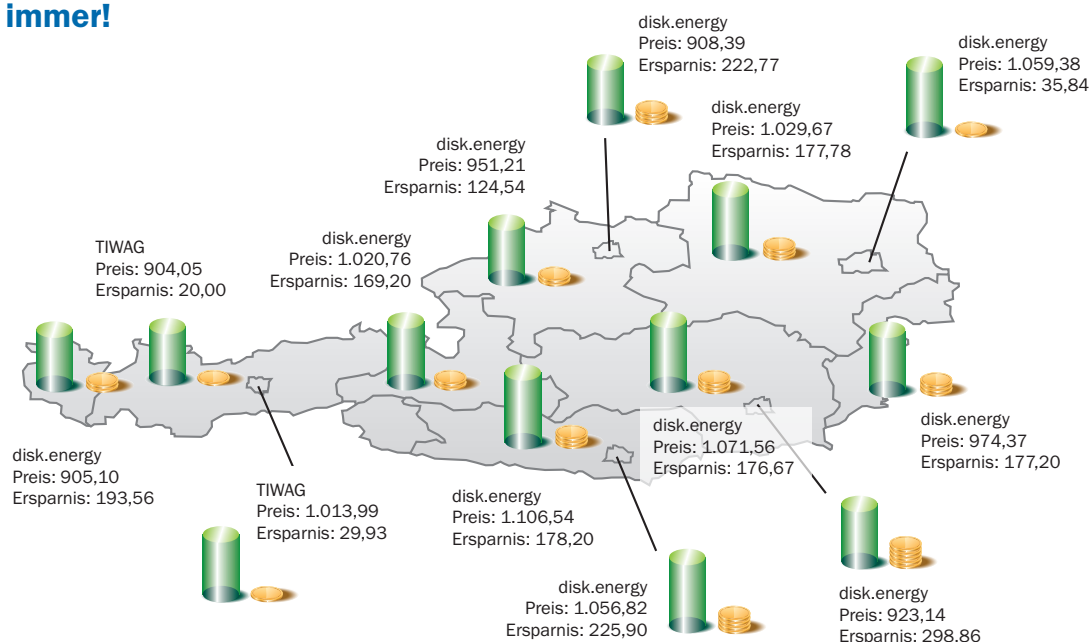 immer!
disk.energy
Preis: 908,39
Ersparnis: 222,77
disk.energy
Preis: 1.059,38
Ersparnis: 35,84
disk.energy
Preis: 1.029,67
Ersparnis: 177,78
disk.energy
Preis: 951,21
Ersparnis: 124,54
disk.energy
Preis: 1.020,76
Ersparnis: 169,20
TIWAG
Preis: 904,05
Ersparnis: 20,00
disk.energy
Preis: 905,10
Ersparnis: 193,56
TIWAG
Preis: 1.013,99
Ersparnis: 29,93
disk.energy
Preis: 1.106,54
Ersparnis: 178,20
disk.energy
Preis: 1.071,56
Ersparnis: 176,67
disk.energy
Preis: 974,37
Ersparnis: 177,20
disk.energy
Preis: 1.056,82
Ersparnis: 225,90
disk.energy
Preis: 923,14
Ersparnis: 298,86